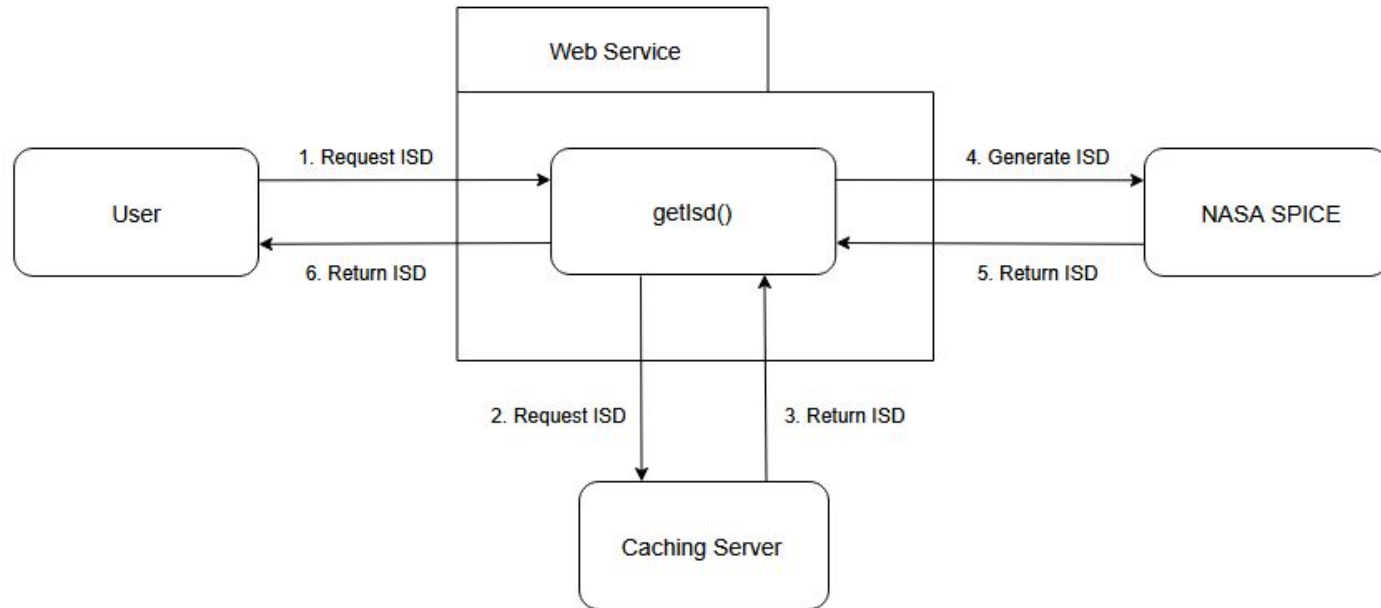 Web Service
1. Request ISD
4. Generate ISD
User
getIsd()
NASA SPICE
6. Return ISD
5. Return ISD
2. Request ISD
3. Return ISD
Caching Server